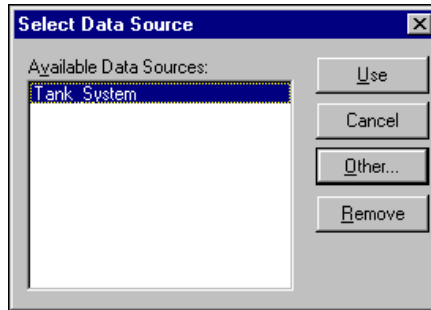 Select Data Source
Available Data Sources:
Tank_System
Use
Cancel
Other...
Remove